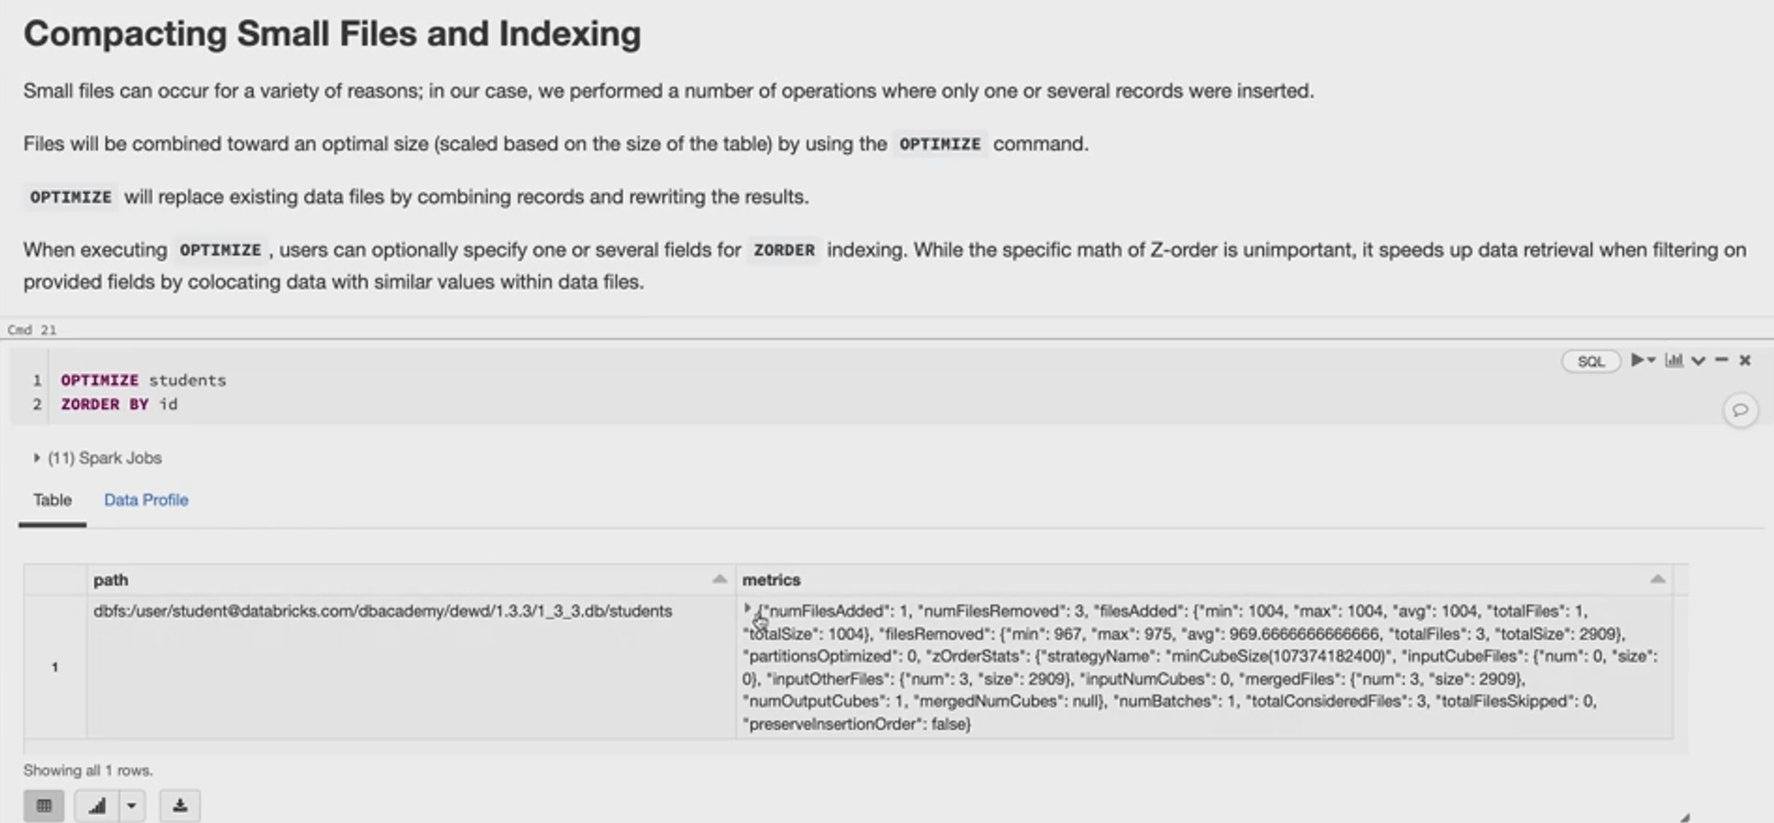 Compacting Small Files and Indexing
Small files can occur for a variety of reasons; in our case, we performed a number of operations where only one or several records were inserted.
Files will be combined toward an optimal size (scaled based on the size of the table) by using the OPTIMIZE command.
OPTIMIZE will replace existing data files by combining records and rewriting the results.
When executing OPTIMIZE , users can optionally specify one or several fields for ZORDER indexing. While the specific math of Z-order is unimportant, it speeds up data retrieval when filtering on
provided fields by colocating data with similar values within data files.
Cmd 21
SQL
1 OPTIMIZE students
2 ZORDER BY id
(11) Spark Jobs
Table Data Profile
path metrics
1
dbfs:/user/student@databricks.com/dbacademy/dewd/1.3.3/1_3_3.db/students
{"numFilesAdded": 1, "numFilesRemoved": 3, "filesAdded": {"min": 1004, "max": 1004, "avg": 1004, "totalFiles": 1,
"totalSize": 1004}, "filesRemoved": {"min": 967, "max": 975, "avg": 969.6666666666666, "totalFiles": 3, "totalSize": 2909},
"partitionsOptimized": 0, "zOrderStats": {"strategyName": "minCubeSize(107374182400)", "inputCubeFiles": {"num": 0, "size":
0}, "inputOtherFiles": {"num": 3, "size": 2909}, "inputNumCubes": 0, "mergedFiles": {"num": 3, "size": 2909},
"numOutputCubes": 1, "mergedNumCubes": null}, "numBatches": 1, "totalConsideredFiles": 3, "totalFilesSkipped": 0,
"preserveInsertionOrder": false}
Showing all 1 rows.